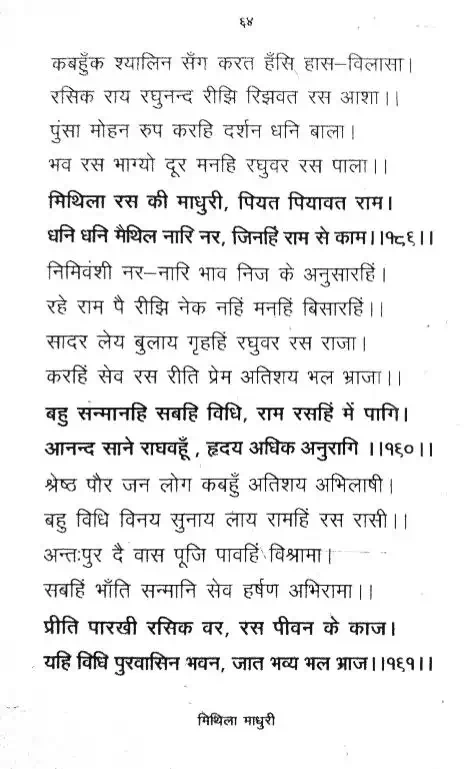 ६४
कबहुँक श्यालिन सँग करत हँसि हास–विलासा।
रसिक राय रघुनन्द रीझि रिझवत रस आशा।।
पुंसा मोहन रुप करहि दर्शन धनि बाला।
भव रस भाग्यो दूर मनहि रघुवर रस पाला।।
मिथिला रस की माधुरी, पियत पियावत राम।
धनि धनि मैथिल नारि नर, जिनहिं राम से काम।।१८६।।
निमिवंशी नर–नारि भाव निज के अनुसारहिं।
रहे राम पै रीझि नेक नहिं मनहिं बिसारहिं।।
सादर लेय बुलाय गृहहिं रघुवर रस राजा।
करहिं सेव रस रीति प्रेम अतिशय भल भ्राजा।।
बहु सन्मानहि सबहि विधि, राम रसहिं में पागि।
आनन्द साने राघवहूँ , हृदय अधिक अनुरागि ।।१६०।।
श्रेष्ठ पौर जन लोग कबहुँ अतिशय अभिलाषी।
बहु विधि विनय सुनाय लाय रामहिं रस रासी।।
अन्तःपुर दै वास पूजि पावहिं विश्रामा।
सबहिं भाँति सन्मानि सेव हर्षण अभिरामा।।
प्रीति पारखी रसिक वर, रस पीवन के काज।
यहि विधि पुरवासिन भवन, जात भव्य भल भ्राज।।१६१।।
मिथिला माधुरी